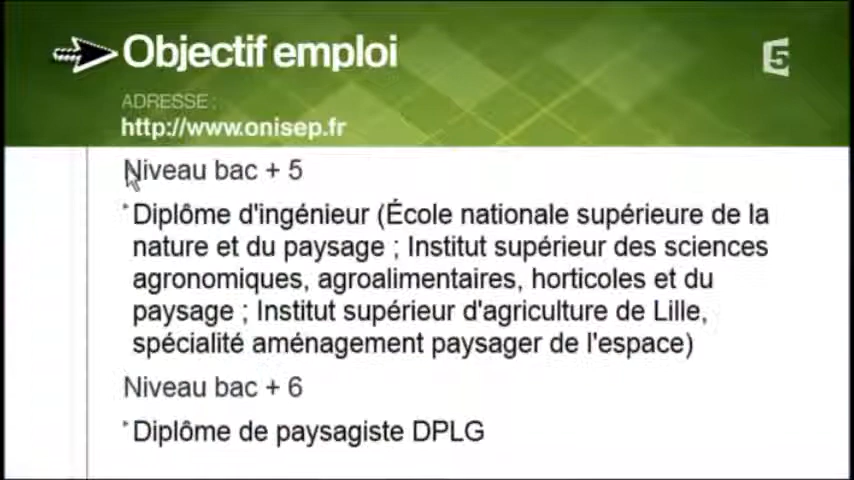 Objectif emploi
5
ADRESSE :
http://www.onisep.fr
Niveau bac + 5
Diplôme d'ingénieur (École nationale supérieure de la
nature et du paysage ; Institut supérieur des sciences
agronomiques, agroalimentaires, horticoles et du
paysage ; Institut supérieur d'agriculture de Lille,
spécialité aménagement paysager de l'espace)
Niveau bac + 6
Diplôme de paysagiste DPLG